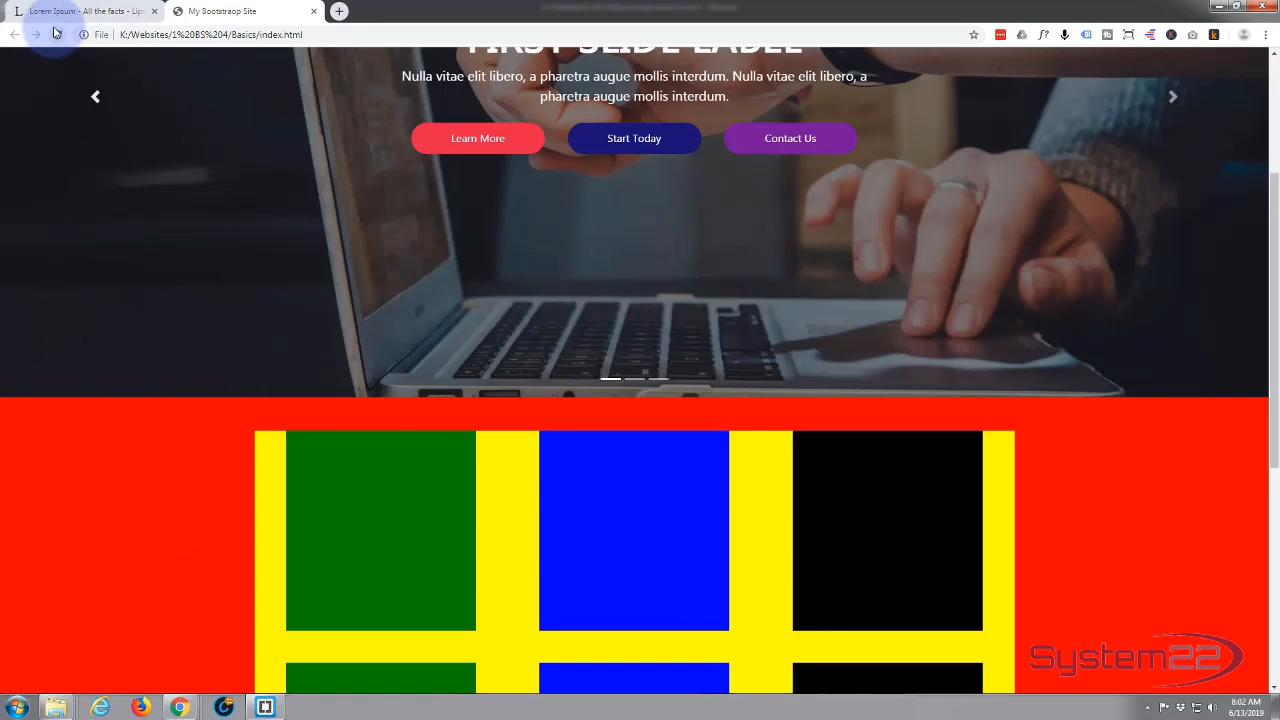 Lorem Ipsum - All the facts - Lip
My Bootstrap Site
File
K:/Websites/1%20BS%204/Basics/index.html
FIRST SLIDE LABEL
Nulla vitae elit libero, a pharetra augue mollis interdum. Nulla vitae elit libero, a
pharetra augue mollis interdum.
Learn More
Start Today
Contact Us
System22
8:02 AM
6/13/2019